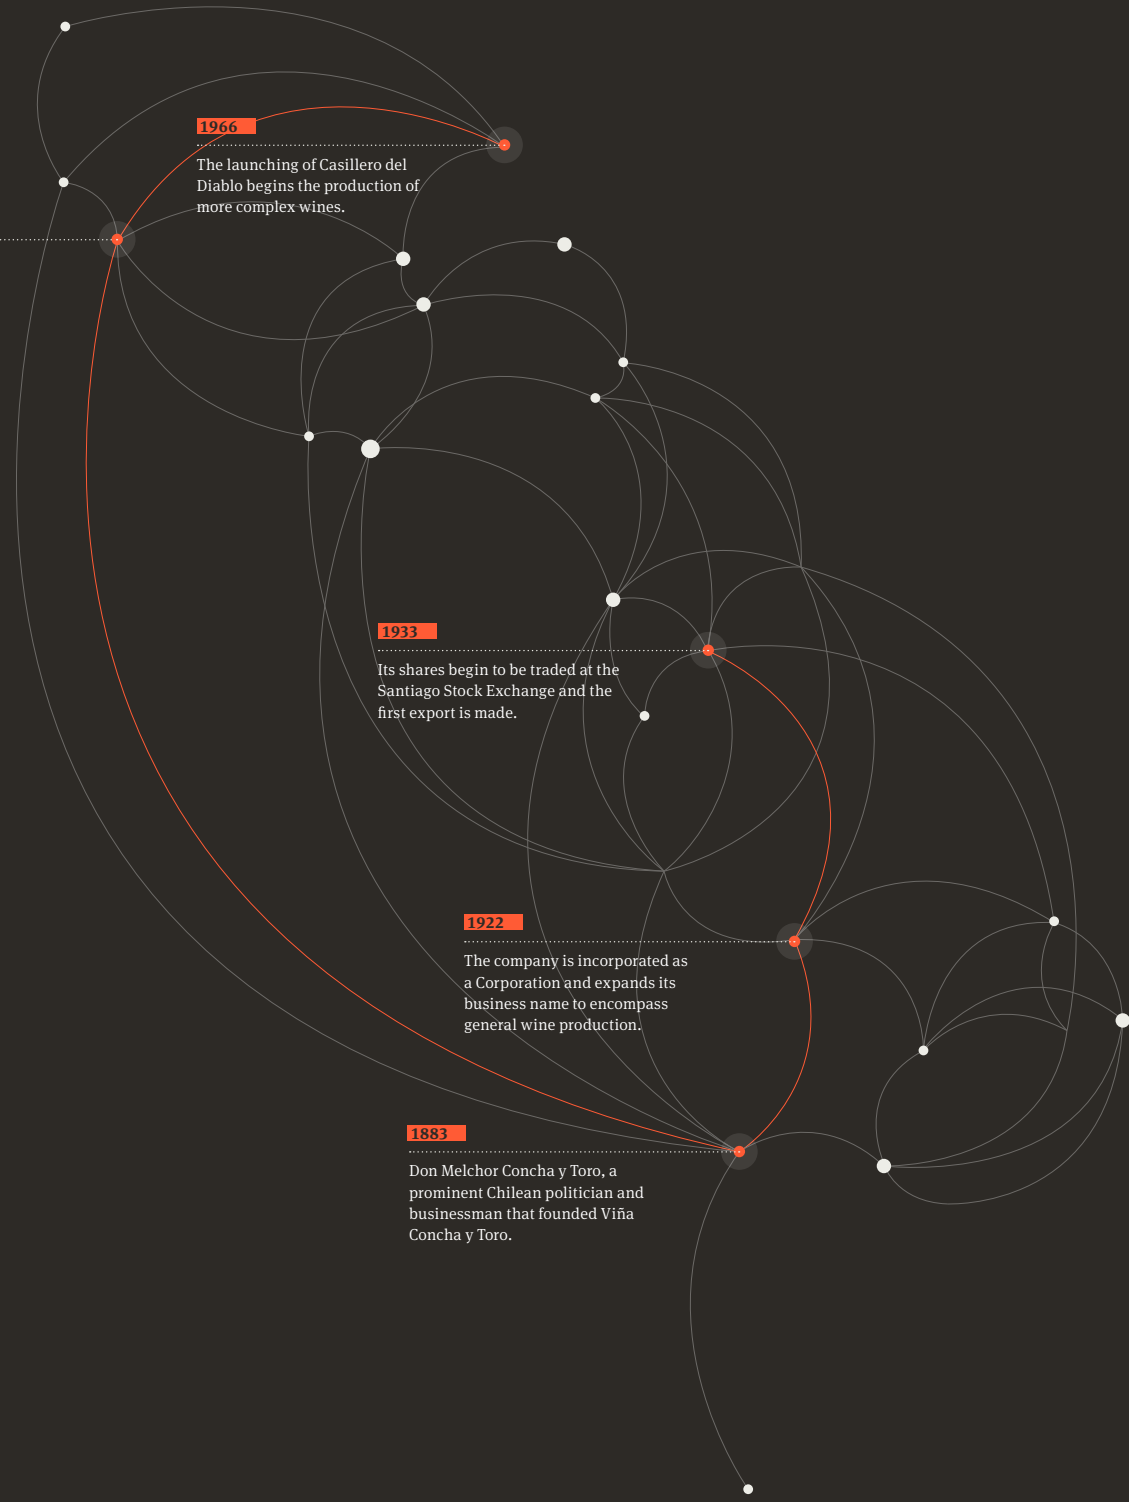 1966
The launching of Casillero del
Diablo begins the production of
more complex wines.
1933
Its shares begin to be traded at the
Santiago Stock Exchange and the
first export is made.
1922
The company is incorporated as
a Corporation and expands its
business name to encompass
general wine production.
1883
Don Melchor Concha y Toro, a
prominent Chilean politician and
businessman that founded Viña
Concha y Toro.